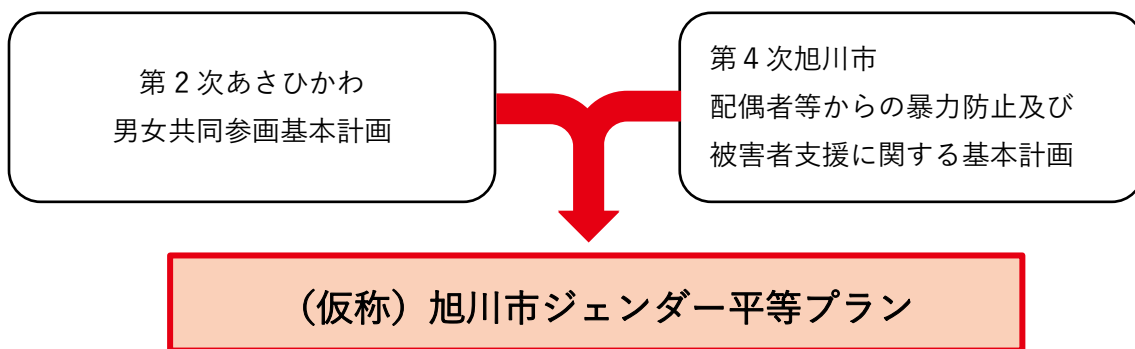 第２次あさひかわ
男女共同参画基本計画
第４次旭川市
配偶者等からの暴力防止及び
被害者支援に関する基本計画
（仮称）旭川市ジェンダー平等プラン